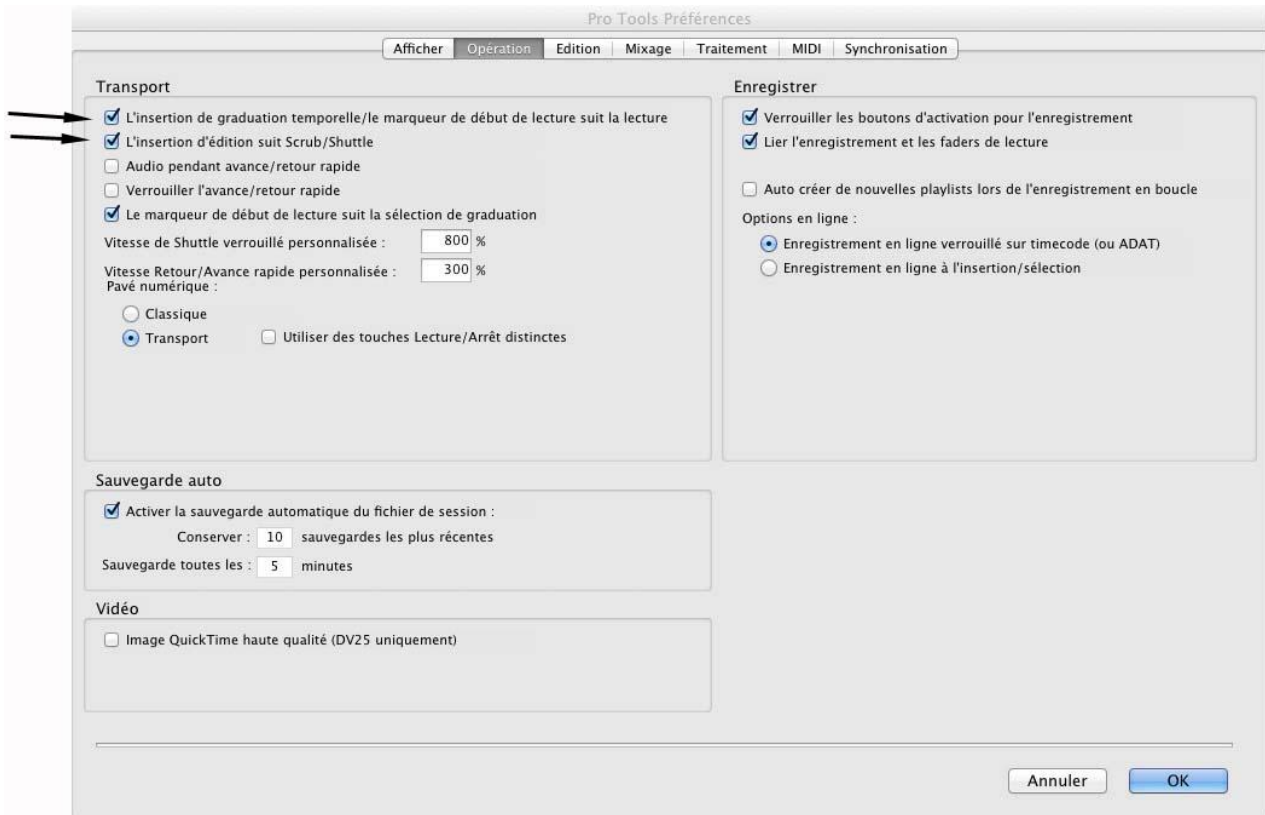 Pro Tools Préférences
Afficher Opération Edition Mixage Traitement MIDI Synchronisation
Transport
L'insertion de graduation temporelle/le marqueur de début de lecture suit la lecture
L'insertion d'édition suit Scrub/Shuttle
Audio pendant avance/retour rapide
Verrouiller l'avance/retour rapide
Le marqueur de début de lecture suit la sélection de graduation
Vitesse de Shuttle verrouillé personnalisée : 800 %
Vitesse Retour/Avance rapide personnalisée : 300 %
Pavé numérique :
Classique
Transport Utiliser des touches Lecture/Arrêt distinctes
Enregistrer
Verrouiller les boutons d'activation pour l'enregistrement
Lier l'enregistrement et les faders de lecture
Auto créer de nouvelles playlists lors de l'enregistrement en boucle
Options en ligne :
Enregistrement en ligne verrouillé sur timecode (ou ADAT)
Enregistrement en ligne à l'insertion/sélection
Sauvegarde auto
Activer la sauvegarde automatique du fichier de session :
Conserver : 10 sauvegardes les plus récentes
Sauvegarde toutes les : 5 minutes
Vidéo
Image QuickTime haute qualité (DV25 uniquement)
Annuler OK